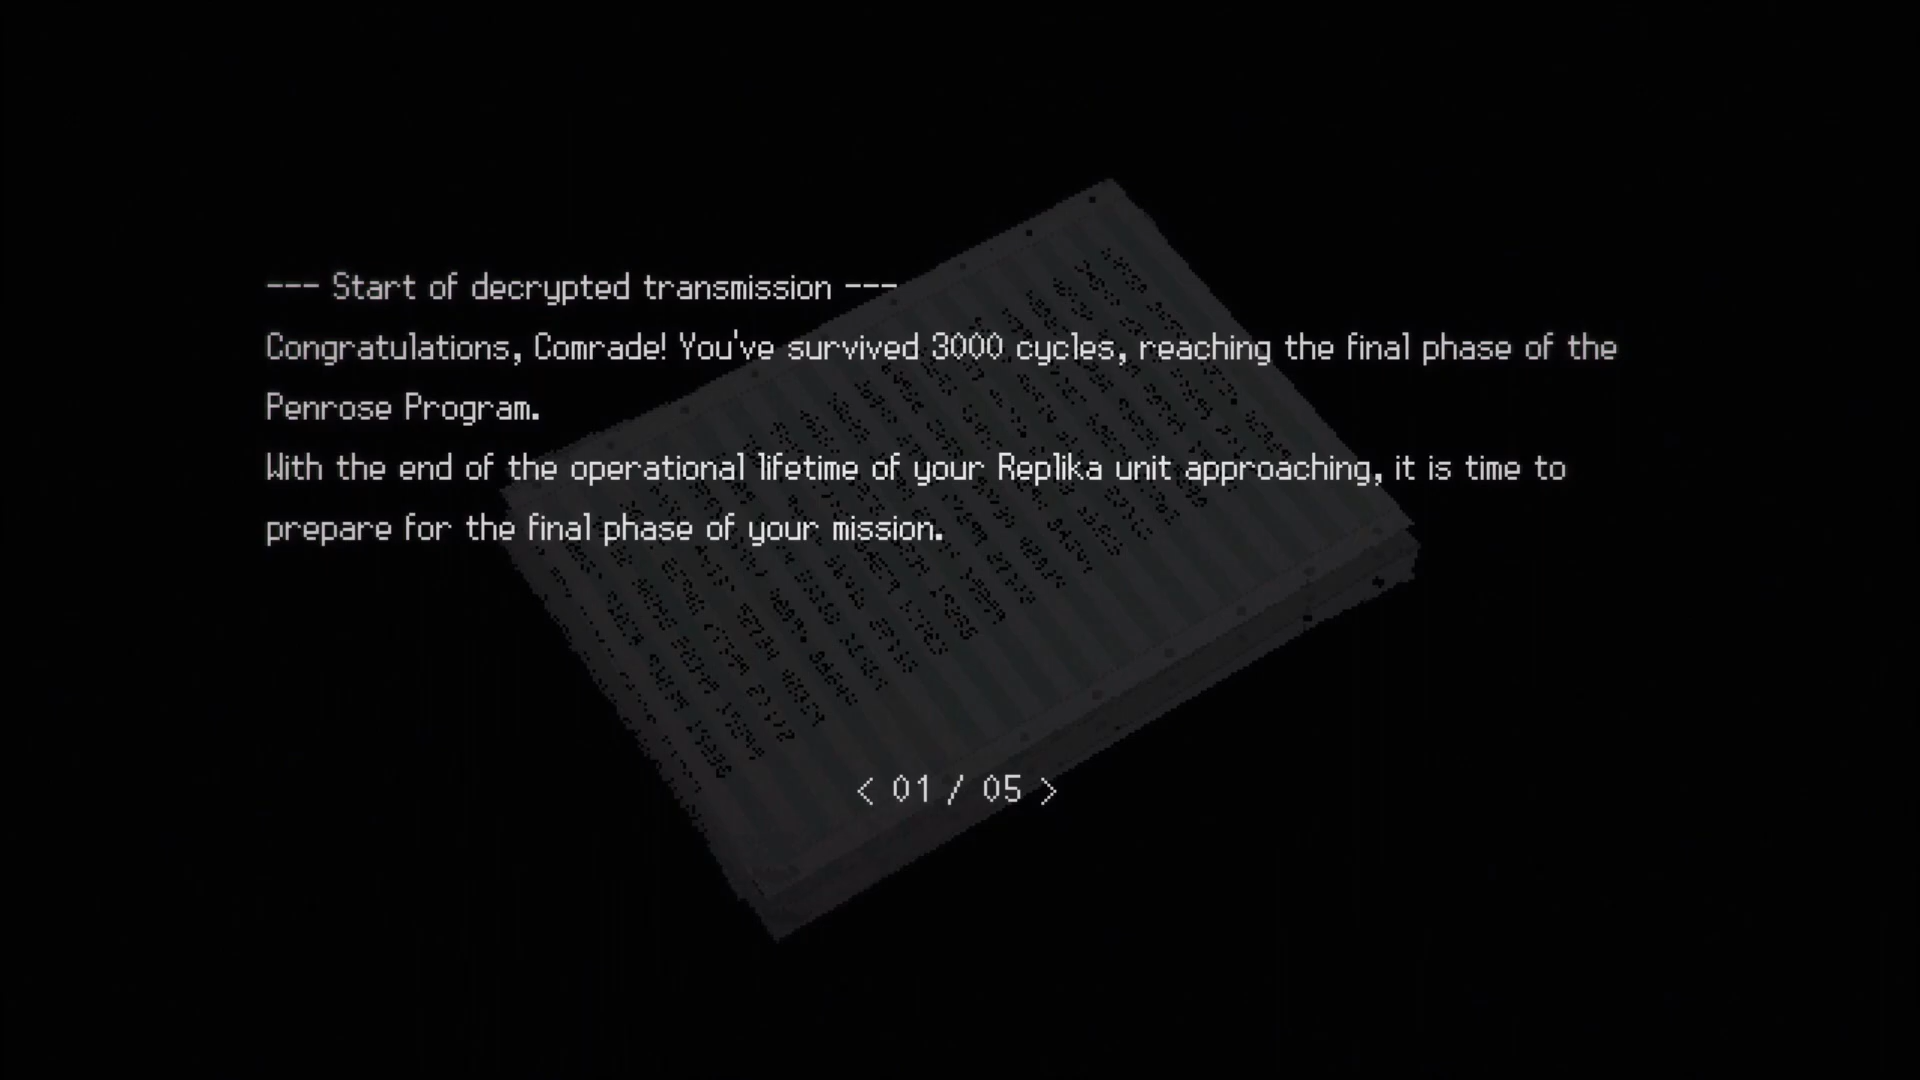 --- Start of decrypted transmission ---
Congratulations, Comrade! You've survived 3000 cycles, reaching the final phase of the
Penrose Program.
With the end of the operational lifetime of your Replika unit approaching, it is time to
prepare for the final phase of your mission.
< 01 / 05 >